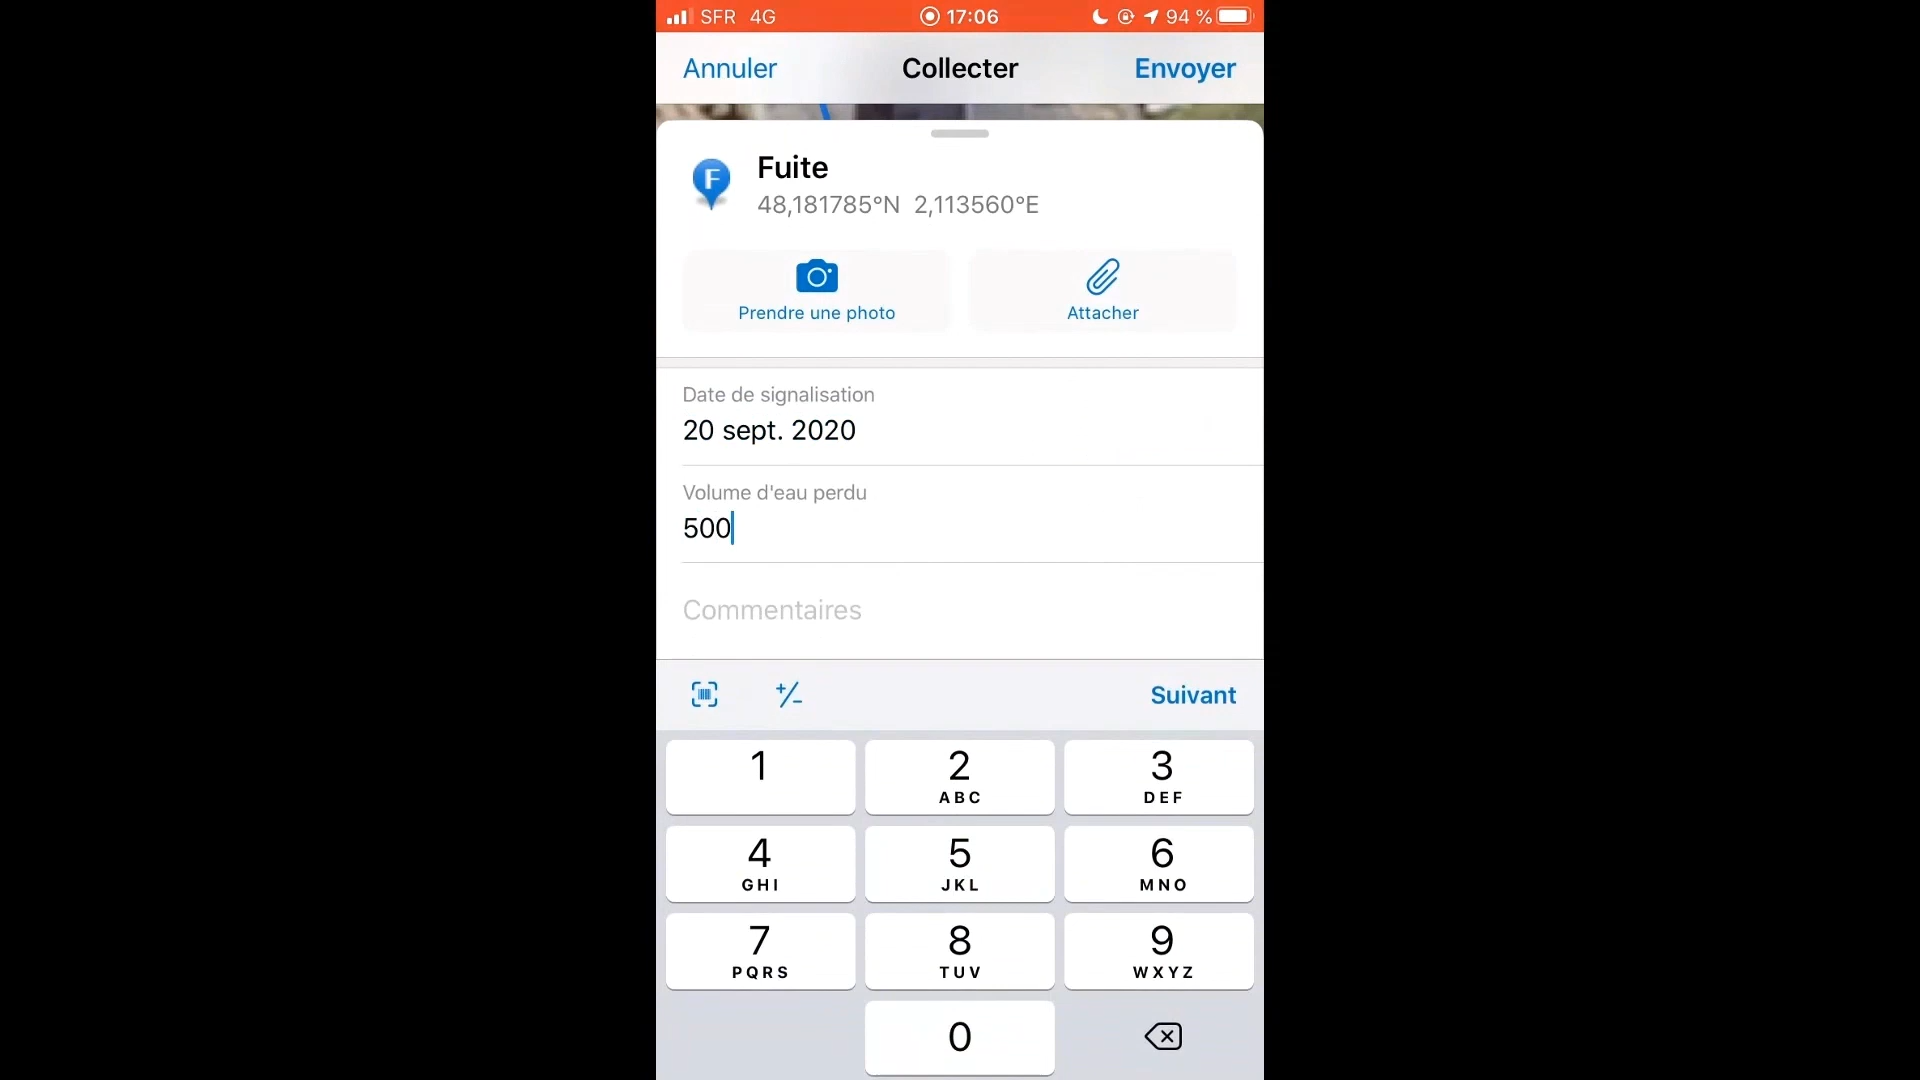 SFR 4G 17:06 94 %
Annuler Collecter Envoyer
F
Fuite
48,181785°N 2,113560°E
Prendre une photo Attacher
Date de signalisation
20 sept. 2020
Volume d'eau perdu
500
Commentaires
+/- Suivant
1 2 3
ABC DEF
4 5 6
GHI JKL MNO
7 8 9
PQRS TUV WXYZ
0